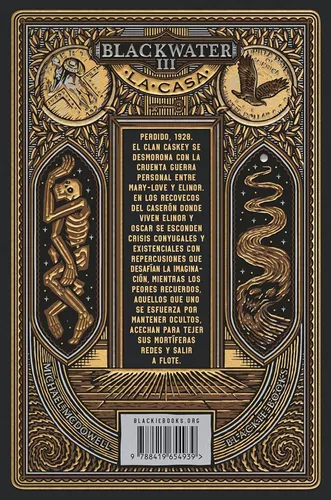 BLACKWATER
III
LA·CASA
PERDIDO, 1928.
EL CLAN CASKEY SE
DESMORONA CON LA
CRUENTA GUERRA
PERSONAL ENTRE
MARY-LOVE Y ELINOR.
EN LOS RECOVECOS
DEL CASERÓN DONDE
VIVEN ELINOR Y
OSCAR SE ESCONDEN
CRISIS CONYUGALES Y
EXISTENCIALES CON
REPERCUSIONES QUE
DESAFÍAN LA IMAGINA-
CIÓN, MIENTRAS LOS
PEORES RECUERDOS,
AQUELLOS QUE UNO
SE ESFUERZA POR
MANTENER OCULTOS,
ACECHAN PARA TEJER
SUS MORTÍFERAS
REDES Y SALIR
A FLOTE.
MICHAEL MCDOWELL
BLACKIE BOOKS
BLACKIEBOOKS.ORG
9 788419 654939 >